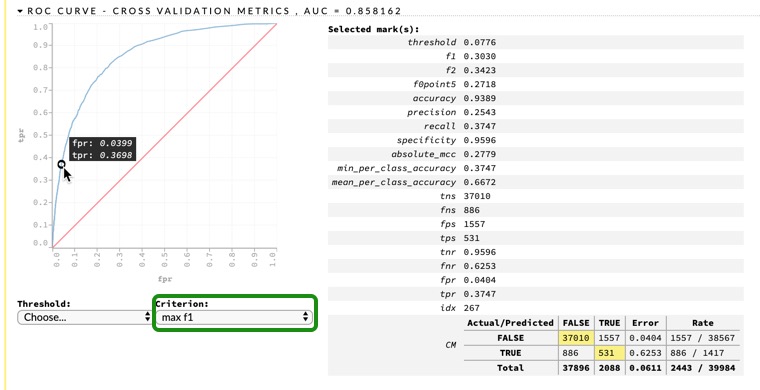 ▼ ROC CURVE - CROSS VALIDATION METRICS , AUC = 0.858162
1.0
0.9
0.8
0.7
0.6
0.5
0.4
0.3
0.2
0.1
0.0
tpr
fpr: 0.0399
tpr: 0.3698
0.0 0.1 0.2 0.3 0.4 0.5 0.6 0.7 0.8 0.9 1.0
fpr
Threshold:
Choose...
Criterion:
max f1
Selected mark(s):
threshold 0.0776
f1 0.3030
f2 0.3423
f0point5 0.2718
accuracy 0.9389
precision 0.2543
recall 0.3747
specificity 0.9596
absolute_mcc 0.2779
min_per_class_accuracy 0.3747
mean_per_class_accuracy 0.6672
tns 37010
fns 886
fps 1557
tps 531
tnr 0.9596
fnr 0.6253
fpr 0.0404
tpr 0.3747
idx 267
CM
Actual/Predicted FALSE TRUE Error Rate
FALSE 37010 1557 0.0404 1557 / 38567
TRUE 886 531 0.6253 886 / 1417
Total 37896 2088 0.0611 2443 / 39984